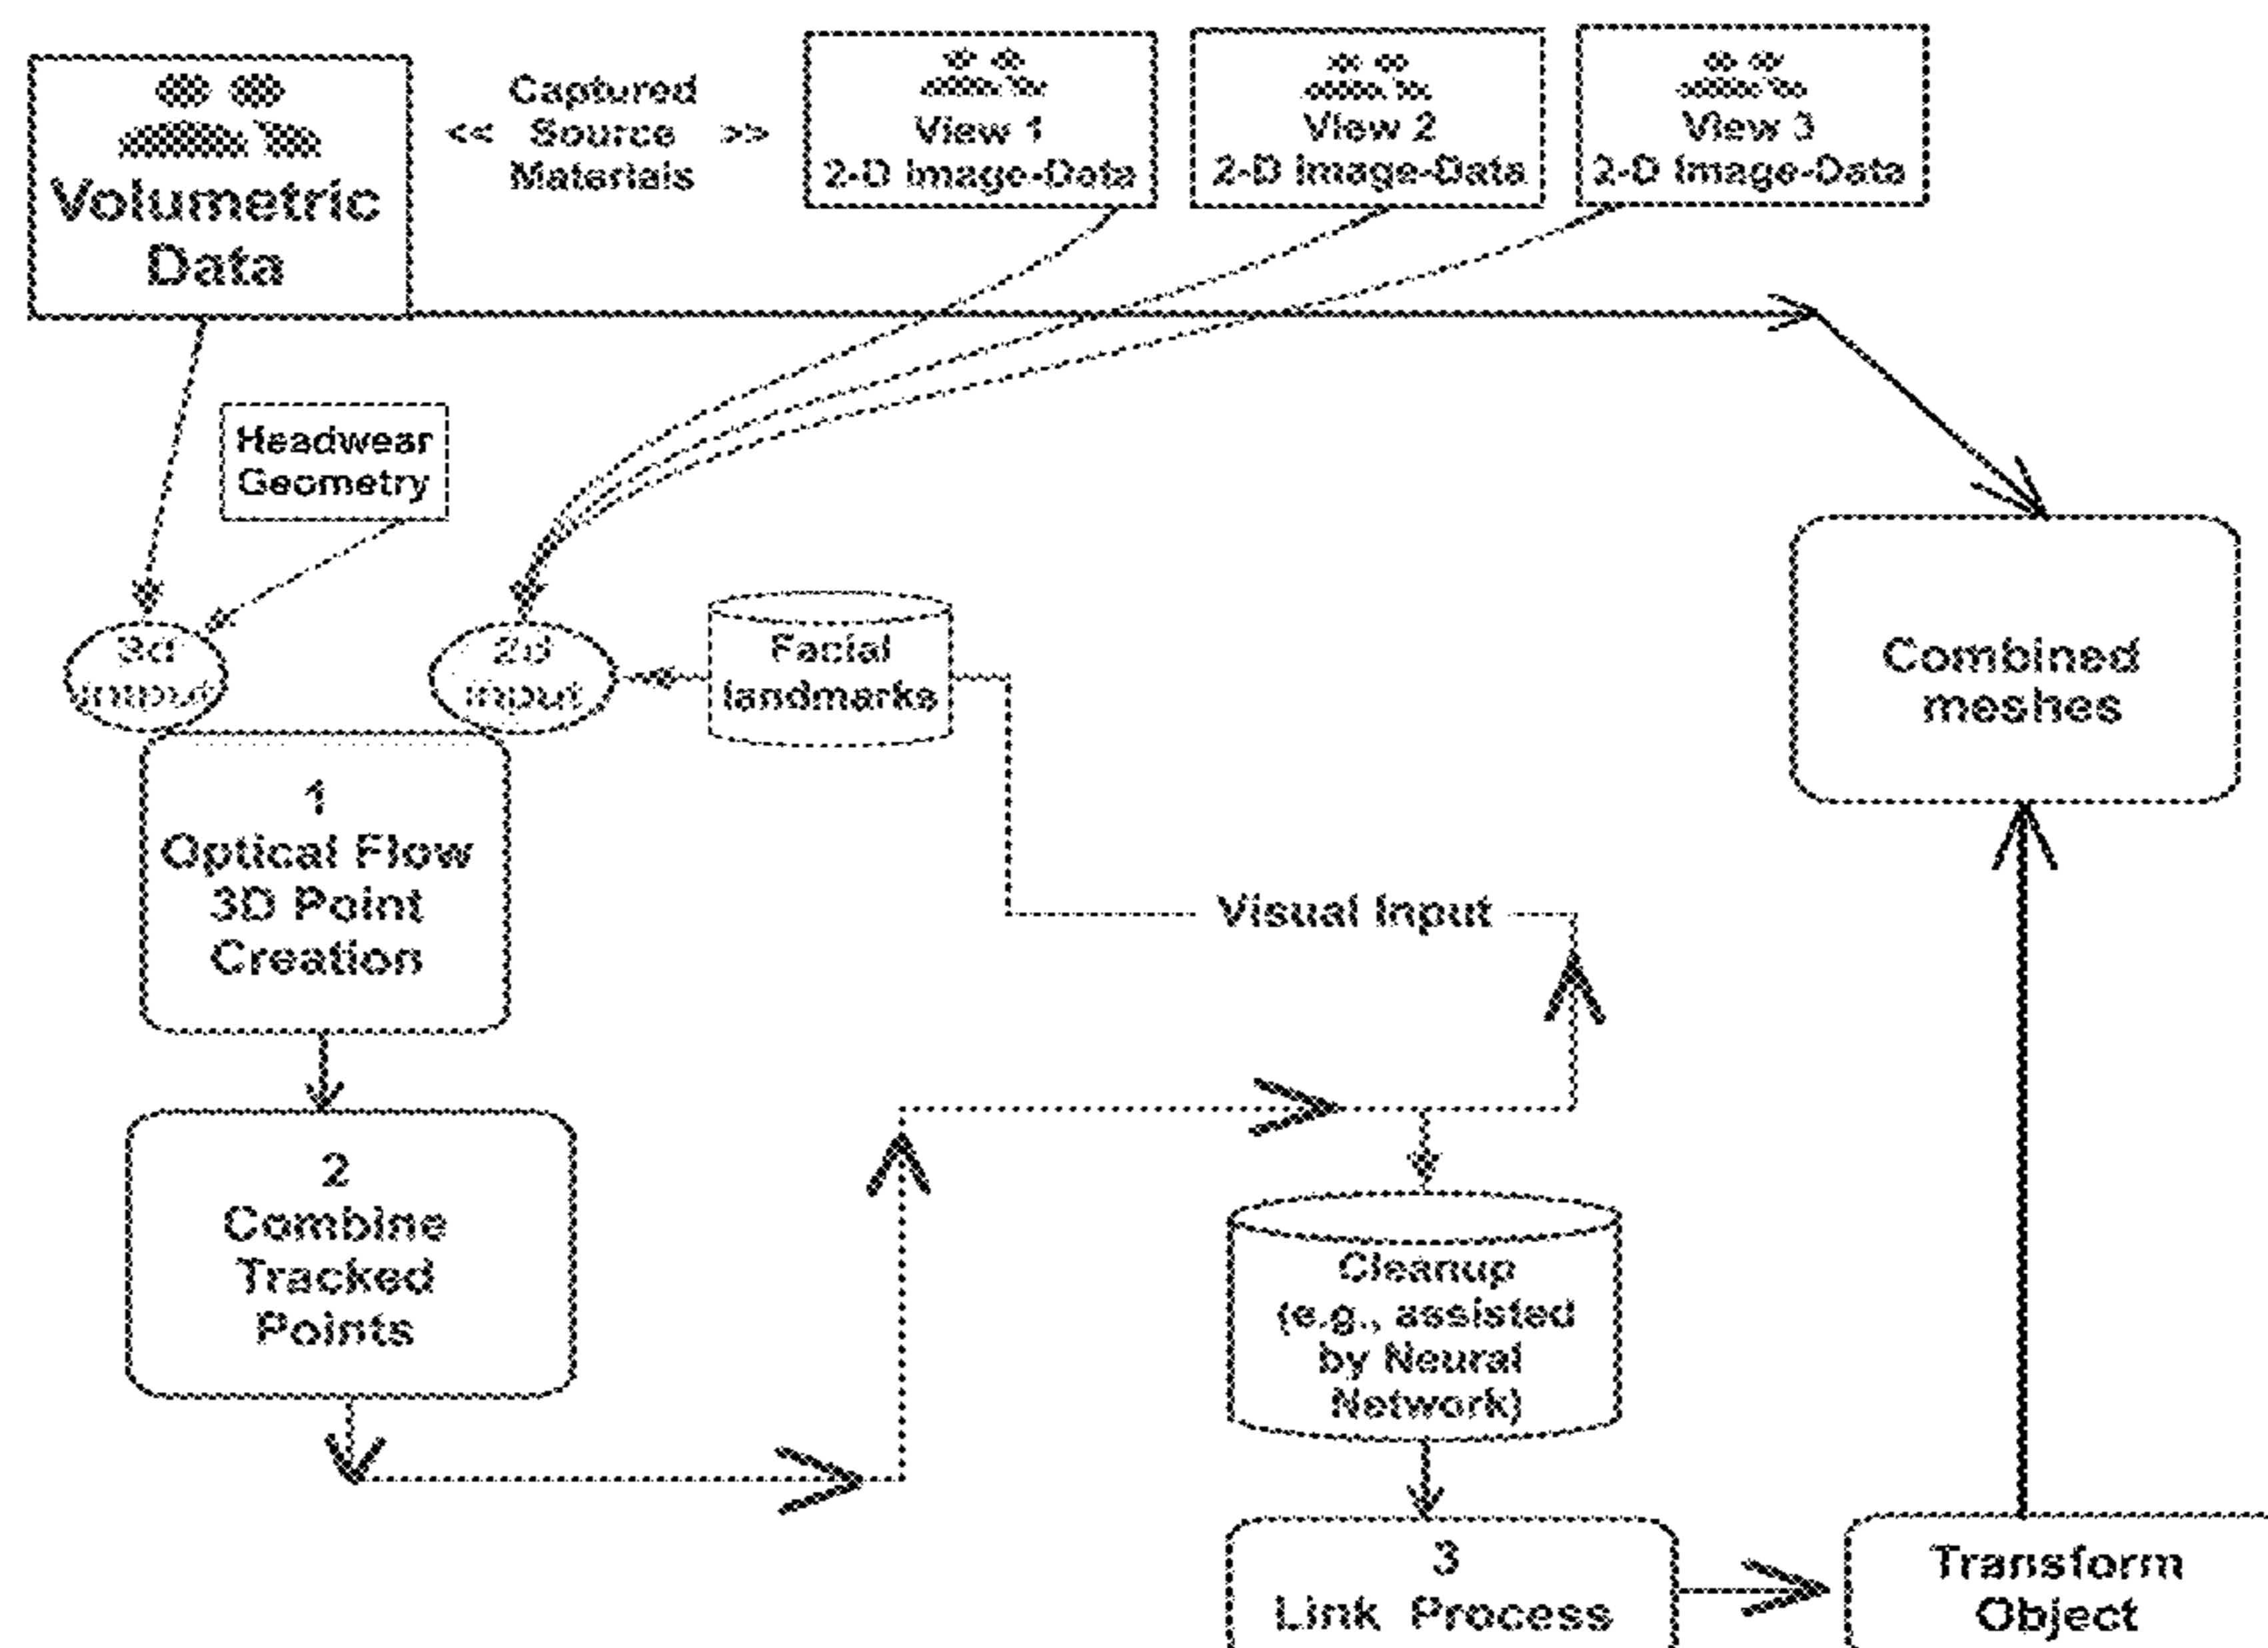 Volumetric
Data
<< Captured
Source
Materials >>
View 1
2-D Image-Data
View 2
2-D Image-Data
View 3
2-D Image-Data
Headwear
Geometry
3d
input
2d
input
Facial
landmarks
Combined
meshes
1
Optical Flow
3D Point
Creation
Visual Input
2
Combine
Tracked
Points
Cleanup
(e.g., assisted
by Neural
Network)
3
Link Process
Transform
Object